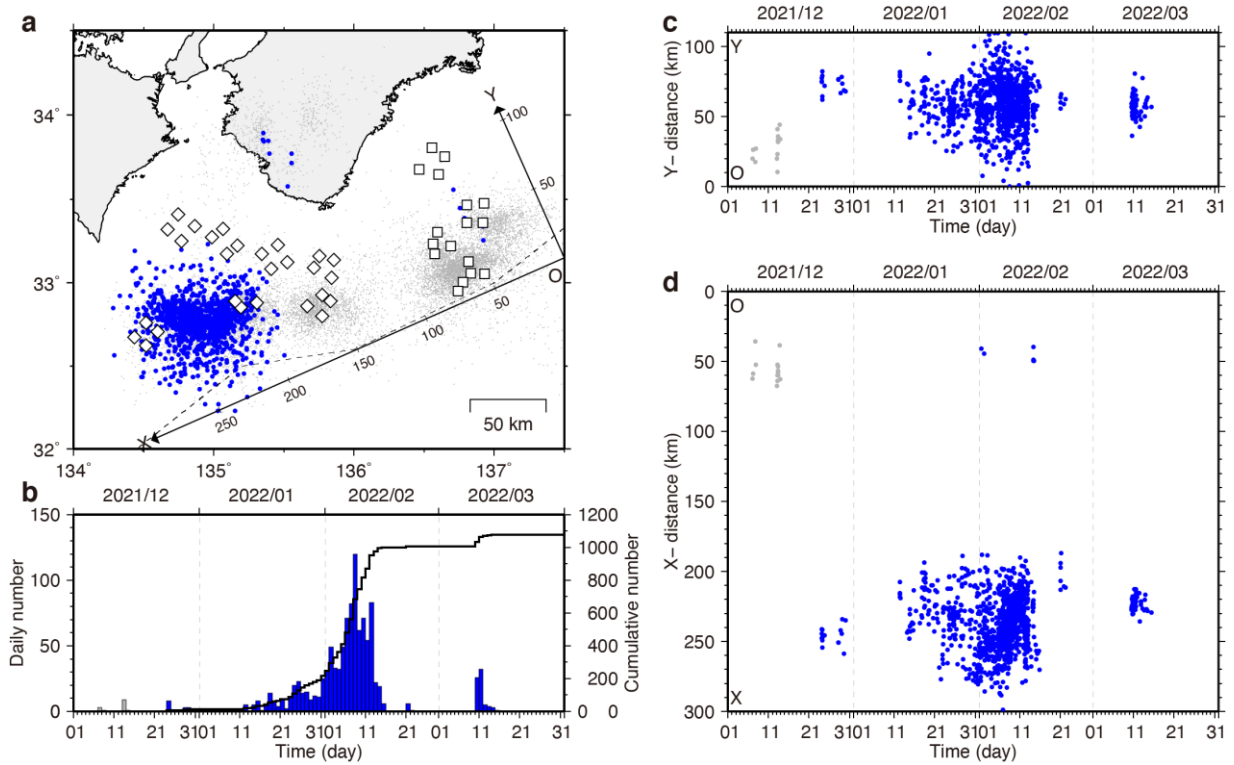 a
34°
33°
32°
134°
135°
136°
137°
Y
100
50
O
50
100
150
200
250
X
50 km
b
2021/12
2022/01
2022/02
2022/03
150
100
50
0
Daily number
1200
1000
800
600
400
200
0
Cumulative number
01 11 21 3101 11 21 3101 11 21 01 11 21 31
Time (day)
c
2021/12
2022/01
2022/02
2022/03
Y
O
100
50
0
Y− distance (km)
01 11 21 3101 11 21 3101 11 21 01 11 21 31
Time (day)
d
2021/12
2022/01
2022/02
2022/03
O
X
0
50
100
150
200
250
300
X− distance (km)
01 11 21 3101 11 21 3101 11 21 01 11 21 31
Time (day)